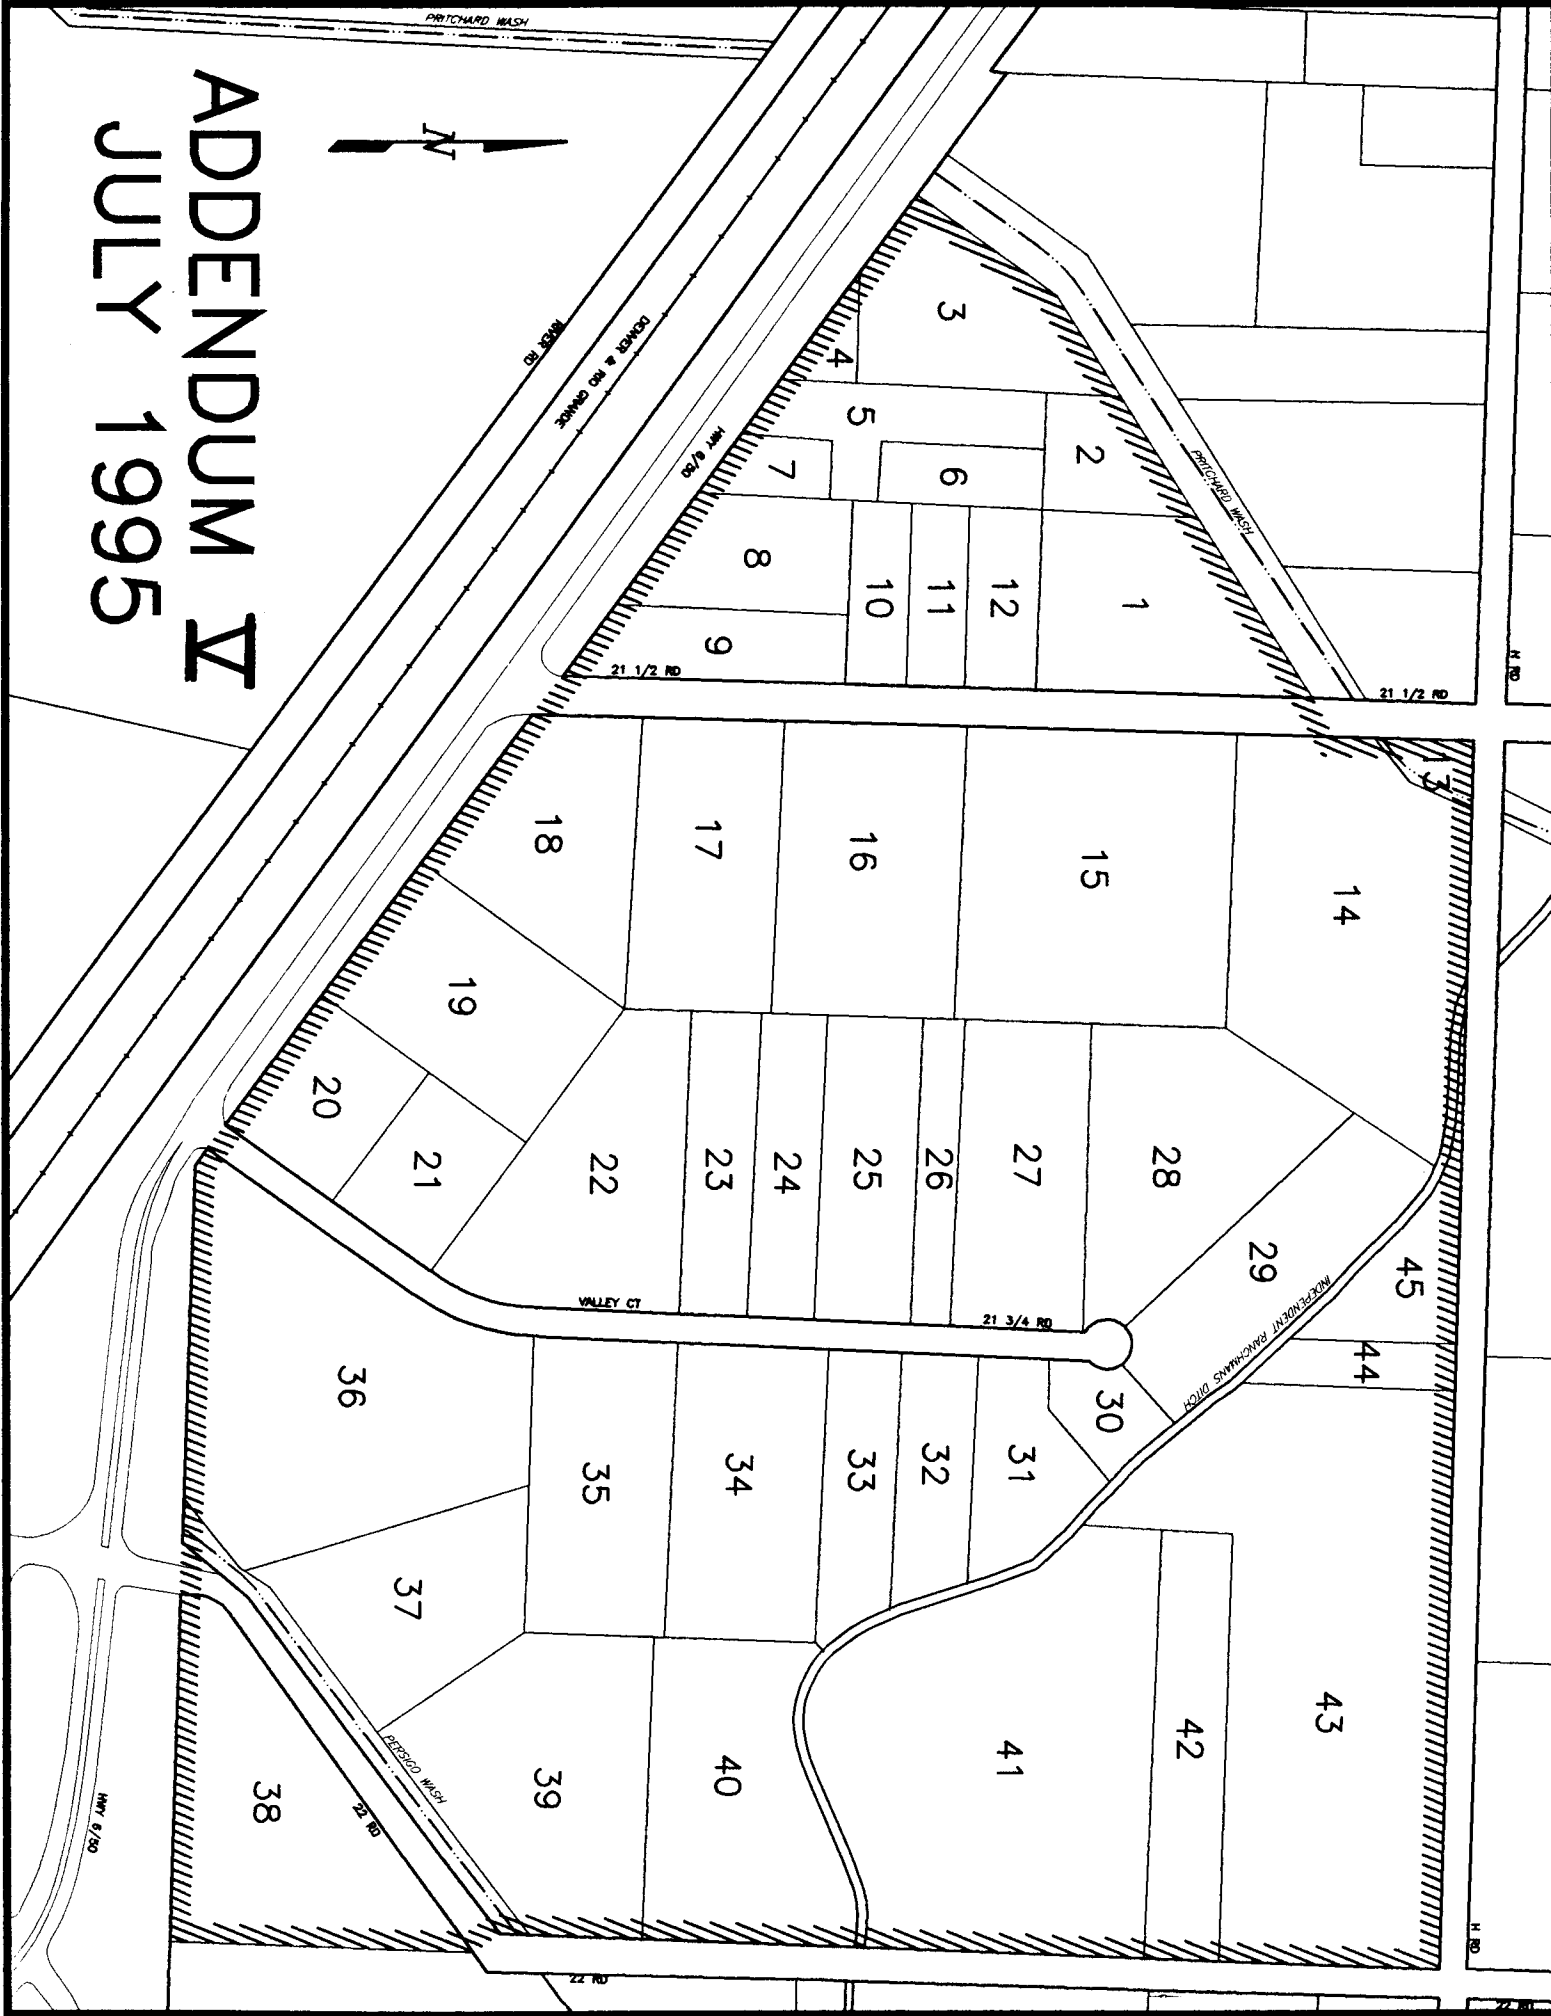 ADDENDUM V
JULY 1995
N
PRITCHARD WASH
RIVER RD
DENVER & RIO GRANDE
HWY 6/50
PRITCHARD WASH
H RD
21 1/2 RD
21 1/2 RD
1
2
3
4
5
6
7
8
9
10
11
12
13
14
15
16
17
18
19
20
21
22
23
24
25
26
27
28
29
30
31
32
33
34
35
36
37
38
39
40
41
42
43
44
45
VALLEY CT
21 3/4 RD
INDEPENDENT RANCHMANS DITCH
PERSIGO WASH
22 RD
HWY 6/50
22 RD
H RD
22 RD